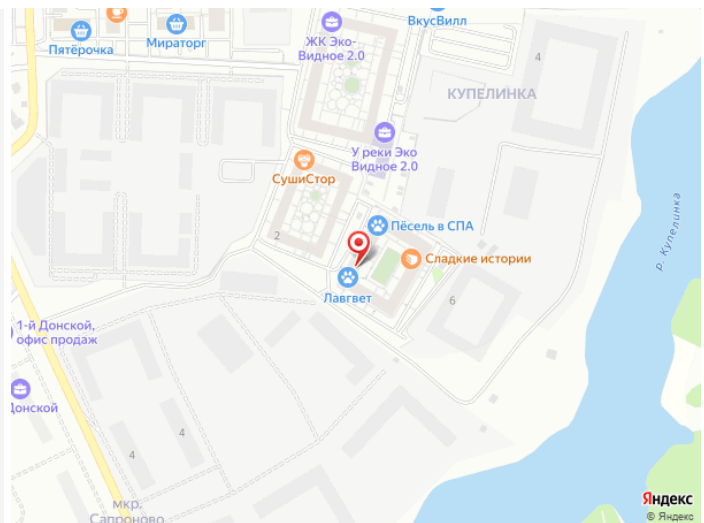 ВкусВилл
Пятёрочка
Мираторг
ЖК Эко-
Видное 2.0
4
КУПЕЛИНКА
У реки Эко
Видное 2.0
СушиСтор
р. Купелинка
Пёсель в СПА
2
Сладкие истории
Лавгвет
6
1-й Донской,
офис продаж
Донской
4
4
мкр.
Сапроново
Яндекс
© Яндекс